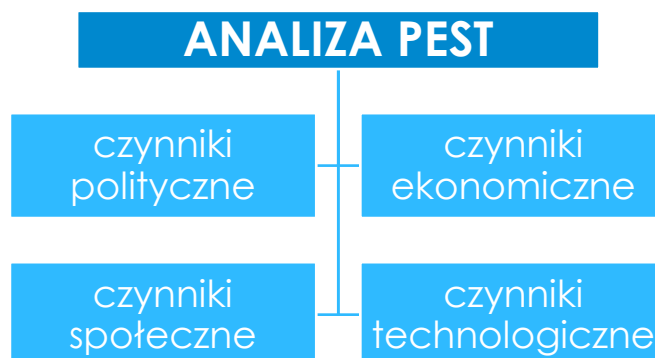 ANALIZA PEST
czynniki
polityczne
czynniki
ekonomiczne
czynniki
społeczne
czynniki
technologiczne